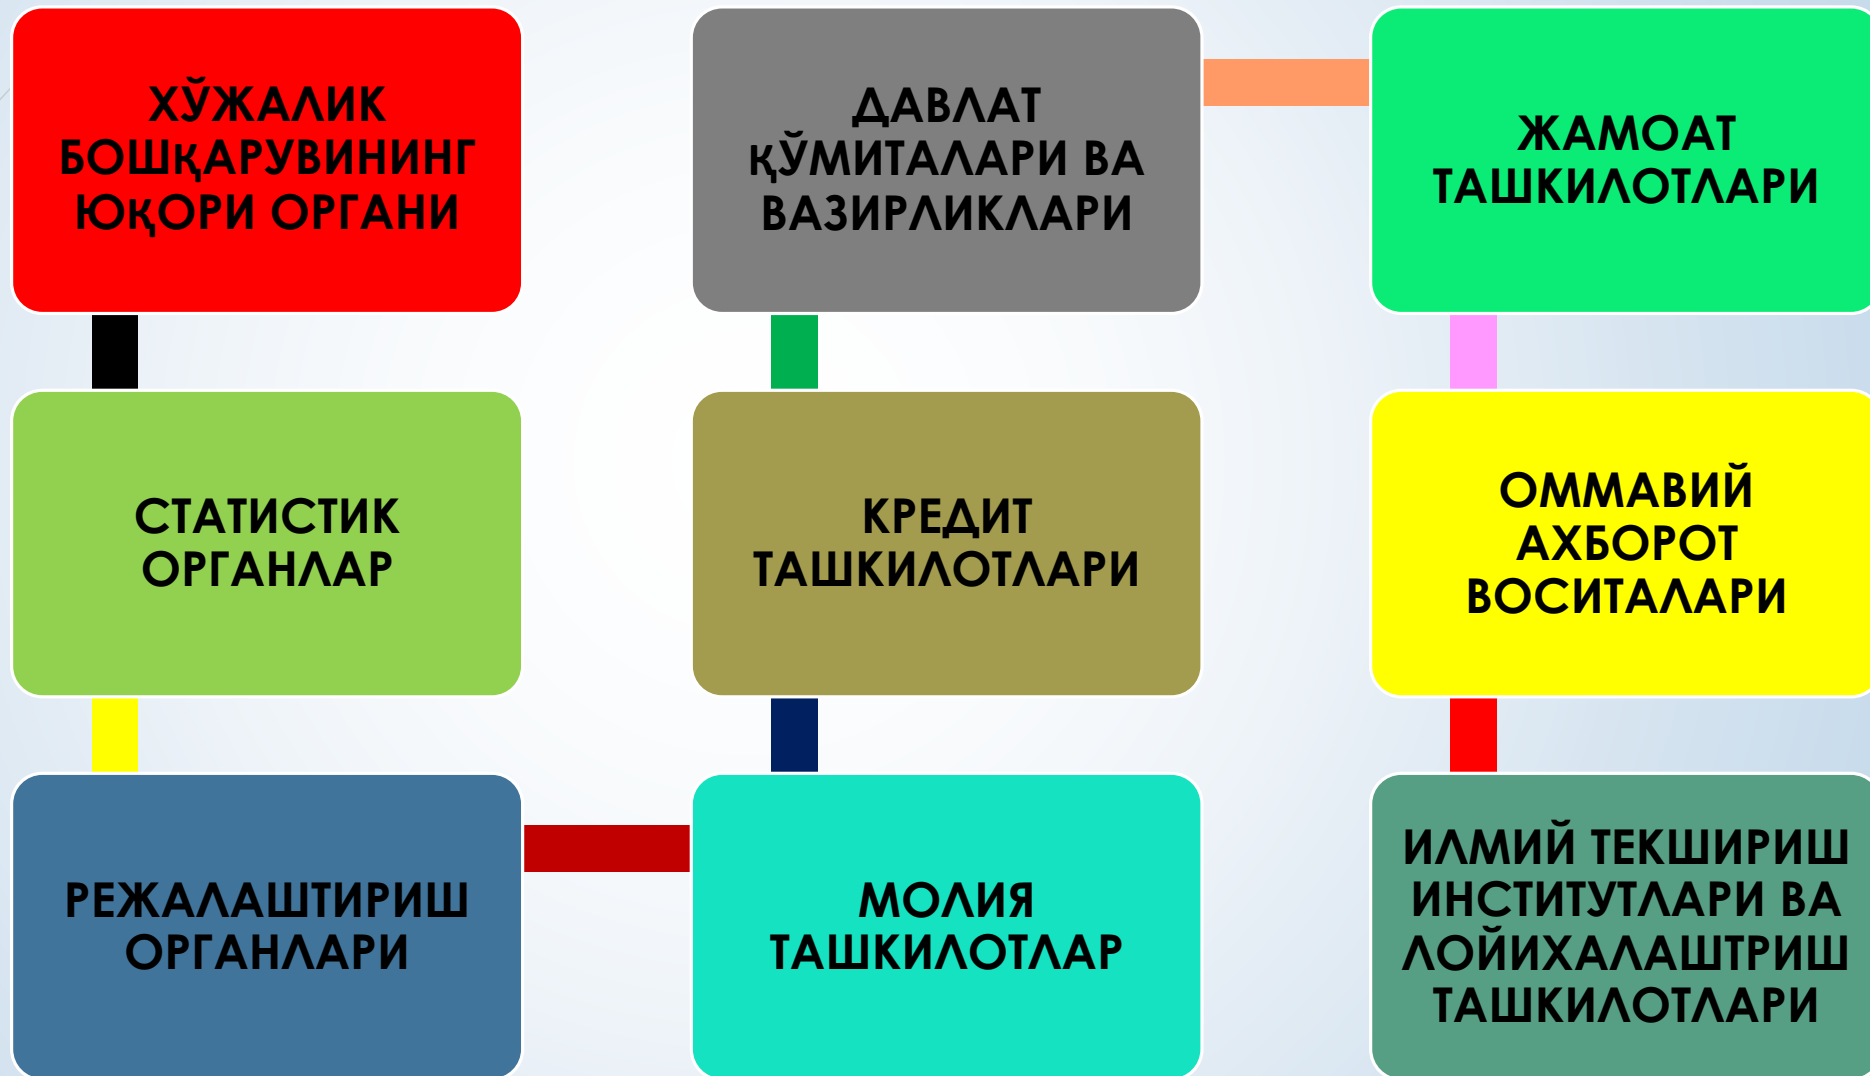 ХЎЖАЛИК
БОШҚАРУВИНИНГ
ЮҚОРИ ОРГАНИ
СТАТИСТИК
ОРГАНЛАР
РЕЖАЛАШТИРИШ
ОРГАНЛАРИ
МОЛИЯ
ТАШКИЛОТЛАР
КРЕДИТ
ТАШКИЛОТЛАРИ
ДАВЛАТ
ҚЎМИТАЛАРИ ВА
ВАЗИРЛИКЛАРИ
ЖАМОАТ
ТАШКИЛОТЛАРИ
ОММАВИЙ
АХБОРОТ
ВОСИТАЛАРИ
ИЛМИЙ ТЕКШИРИШ
ИНСТИТУТЛАРИ ВА
ЛОЙИХАЛАШТРИШ
ТАШКИЛОТЛАРИ